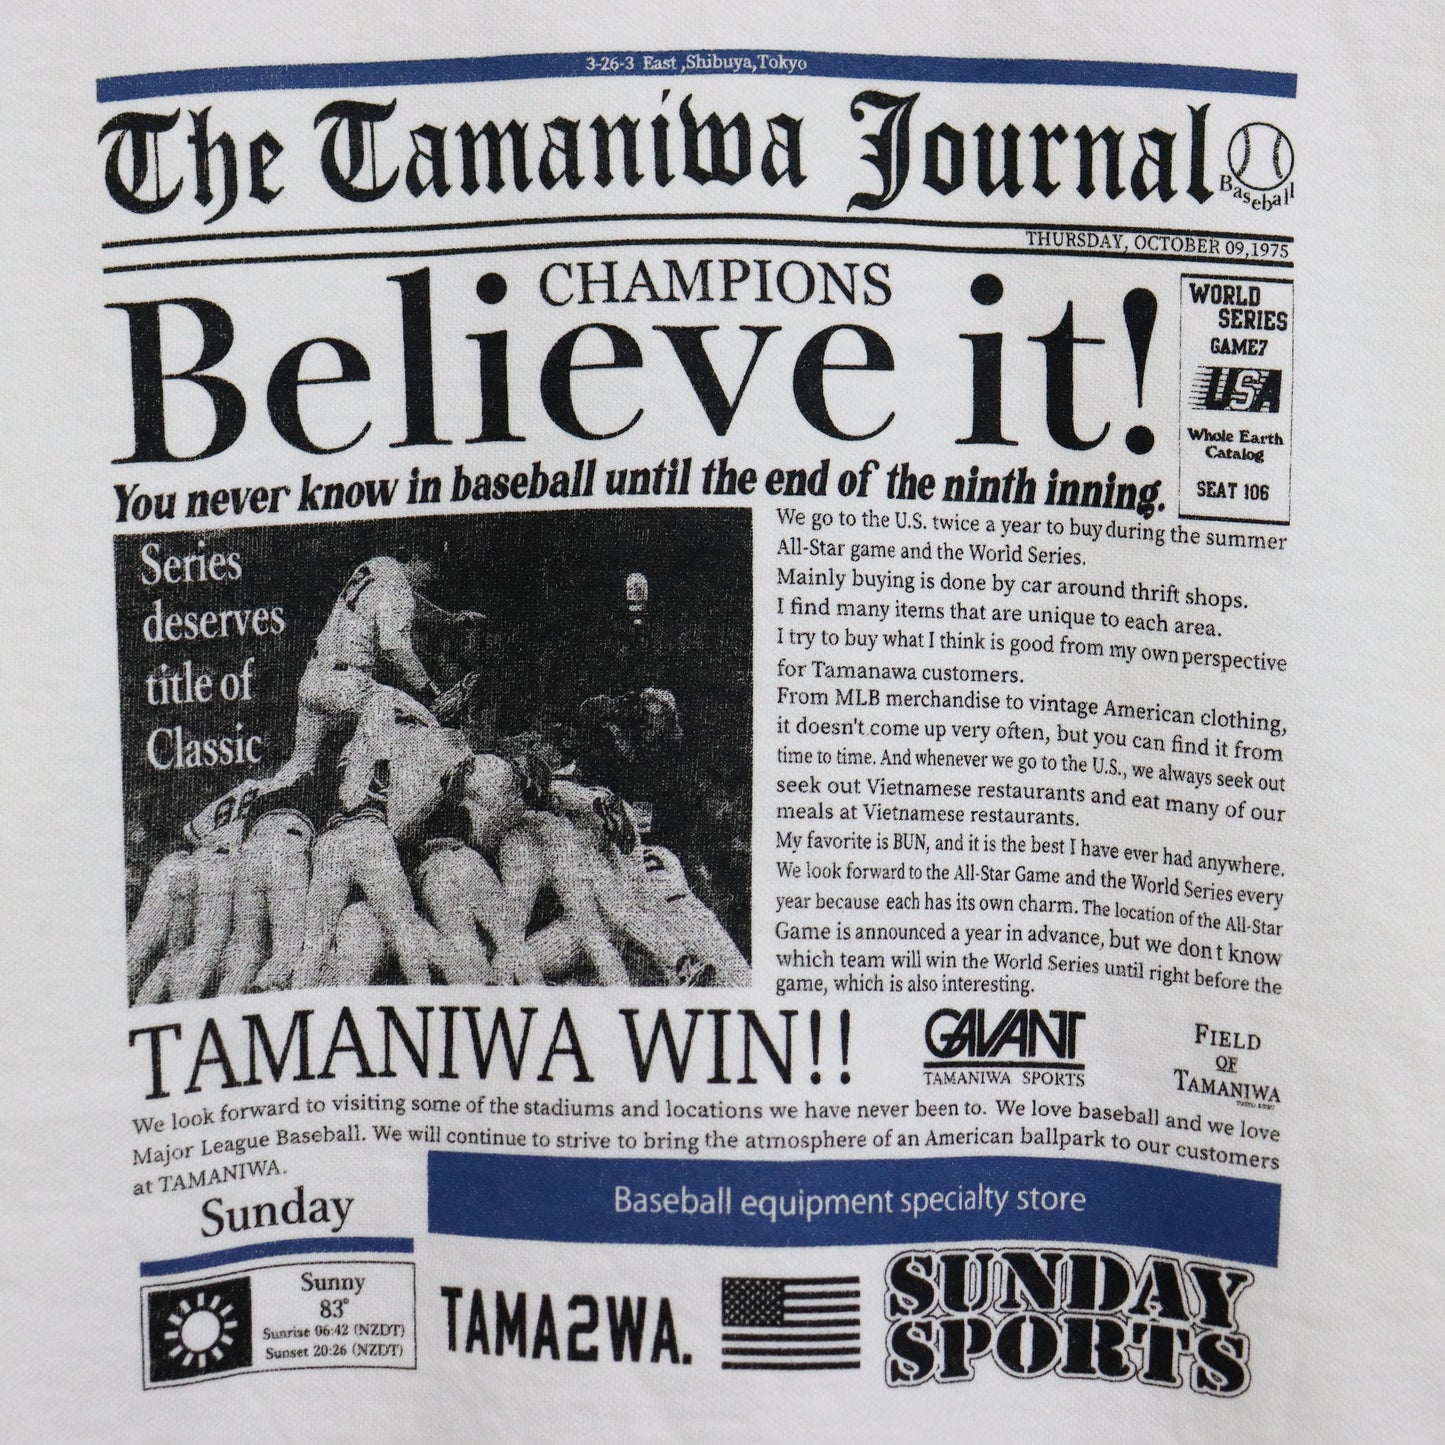 3-26-3 East ,Shibuya,Tokyo
The Tamaniwa Journal
Baseball
THURSDAY, OCTOBER 09,1975
CHAMPIONS
Believe it!
WORLD
SERIES
GAME7
USA
Whole Earth
Catalog
SEAT 106
You never know in baseball until the end of the ninth inning.
Series
deserves
title of
Classic
We go to the U.S. twice a year to buy during the summer
All-Star game and the World Series.
Mainly buying is done by car around thrift shops.
I find many items that are unique to each area.
I try to buy what I think is good from my own perspective
for Tamanawa customers.
From MLB merchandise to vintage American clothing,
it doesn't come up very often, but you can find it from
time to time. And whenever we go to the U.S., we always seek out
seek out Vietnamese restaurants and eat many of our
meals at Vietnamese restaurants.
My favorite is BUN, and it is the best I have ever had anywhere.
We look forward to the All-Star Game and the World Series every
year because each has its own charm. The location of the All-Star
Game is announced a year in advance, but we don t know
which team will win the World Series until right before the
game, which is also interesting.
TAMANIWA WIN!!
GAVANT
TAMANIWA SPORTS
FIELD
OF
TAMANIWA
We look forward to visiting some of the stadiums and locations we have never been to. We love baseball and we love
Major League Baseball. We will continue to strive to bring the atmosphere of an American ballpark to our customers
at TAMANIWA.
Sunday
Baseball equipment specialty store
Sunny
83°
Sunrise 06:42 (NZDT)
Sunset 20:26 (NZDT)
TAMA2WA.
SUNDAY
SPORTS